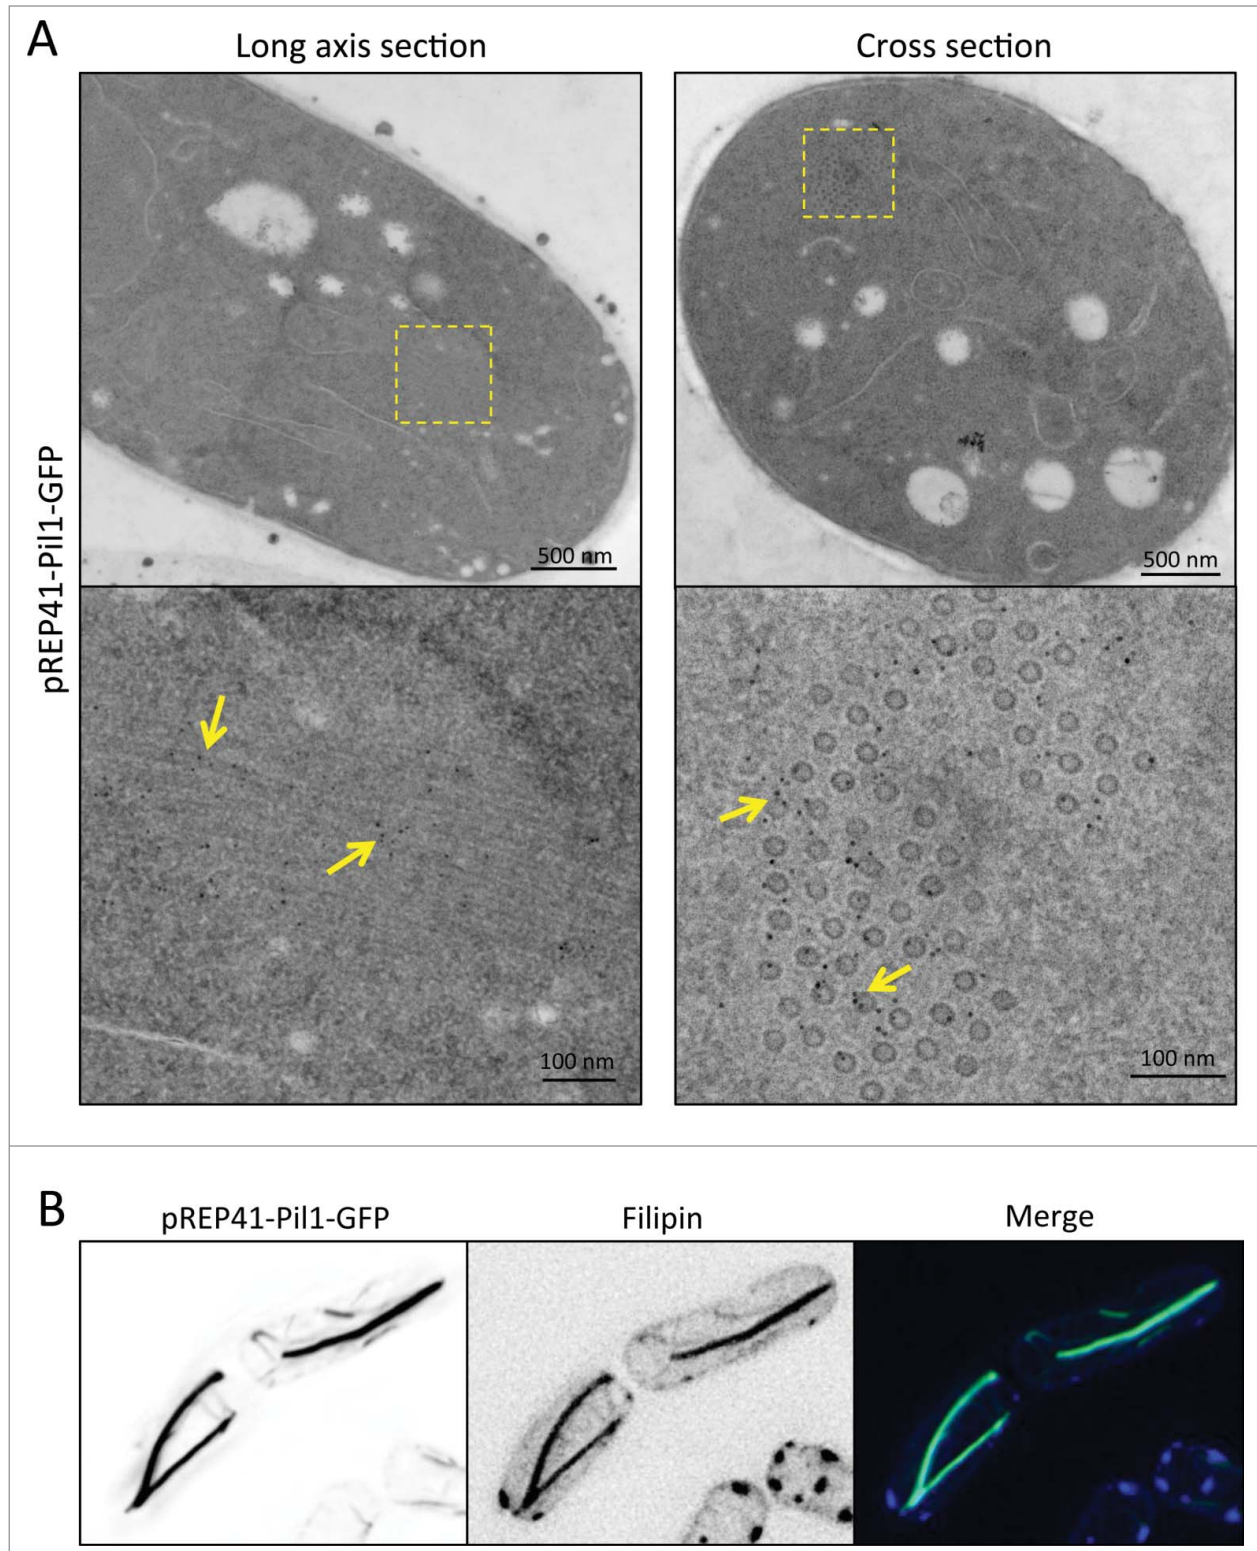 A
Long axis section
Cross section
pREP41-Pil1-GFP
500 nm
500 nm
100 nm
100 nm
B
pREP41-Pil1-GFP
Filipin
Merge